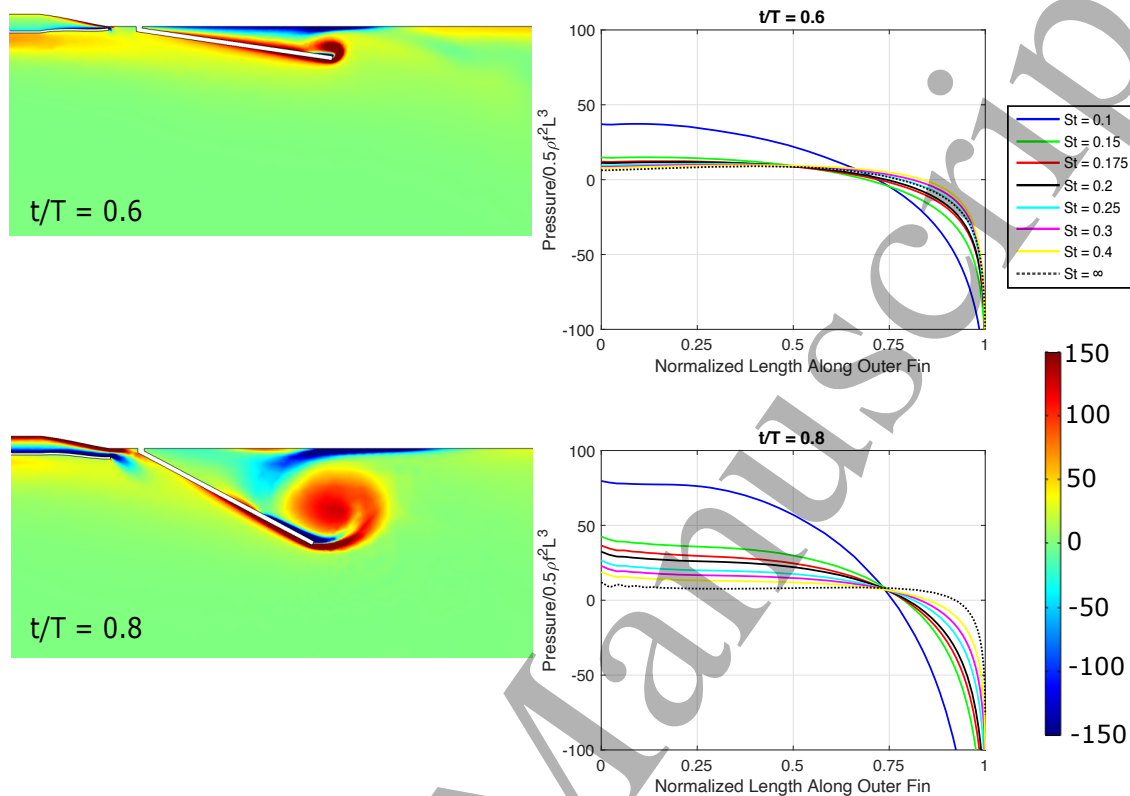 t/T = 0.6
t/T = 0.6
100
50
0
-50
-100
Pressure/0.5ρf²L³
0 0.25 0.5 0.75 1
Normalized Length Along Outer Fin
St = 0.1
St = 0.15
St = 0.175
St = 0.2
St = 0.25
St = 0.3
St = 0.4
St = ∞
t/T = 0.8
t/T = 0.8
100
50
0
-50
-100
Pressure/0.5ρf²L³
0 0.25 0.5 0.75 1
Normalized Length Along Outer Fin
150
100
50
0
-50
-100
-150
Manuscrip